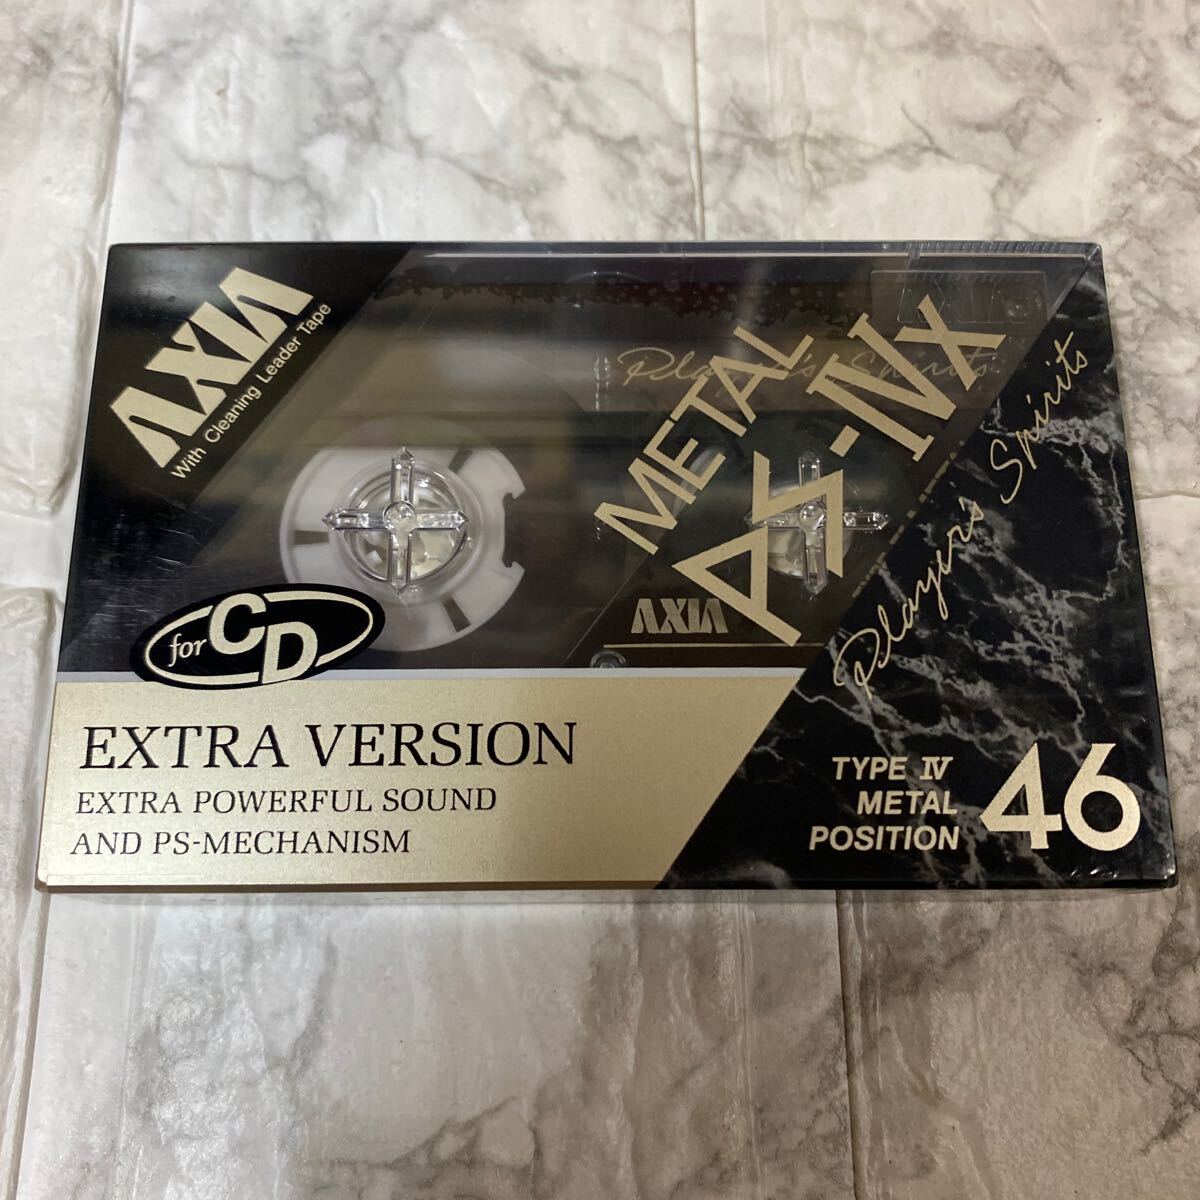 AXIA
With Cleaning Leader Tape
METAL
PS-IVx
Player's Spirits
Player's Spirits
AXIA
for CD
EXTRA VERSION
EXTRA POWERFUL SOUND
AND PS-MECHANISM
TYPE IV
METAL
POSITION
46